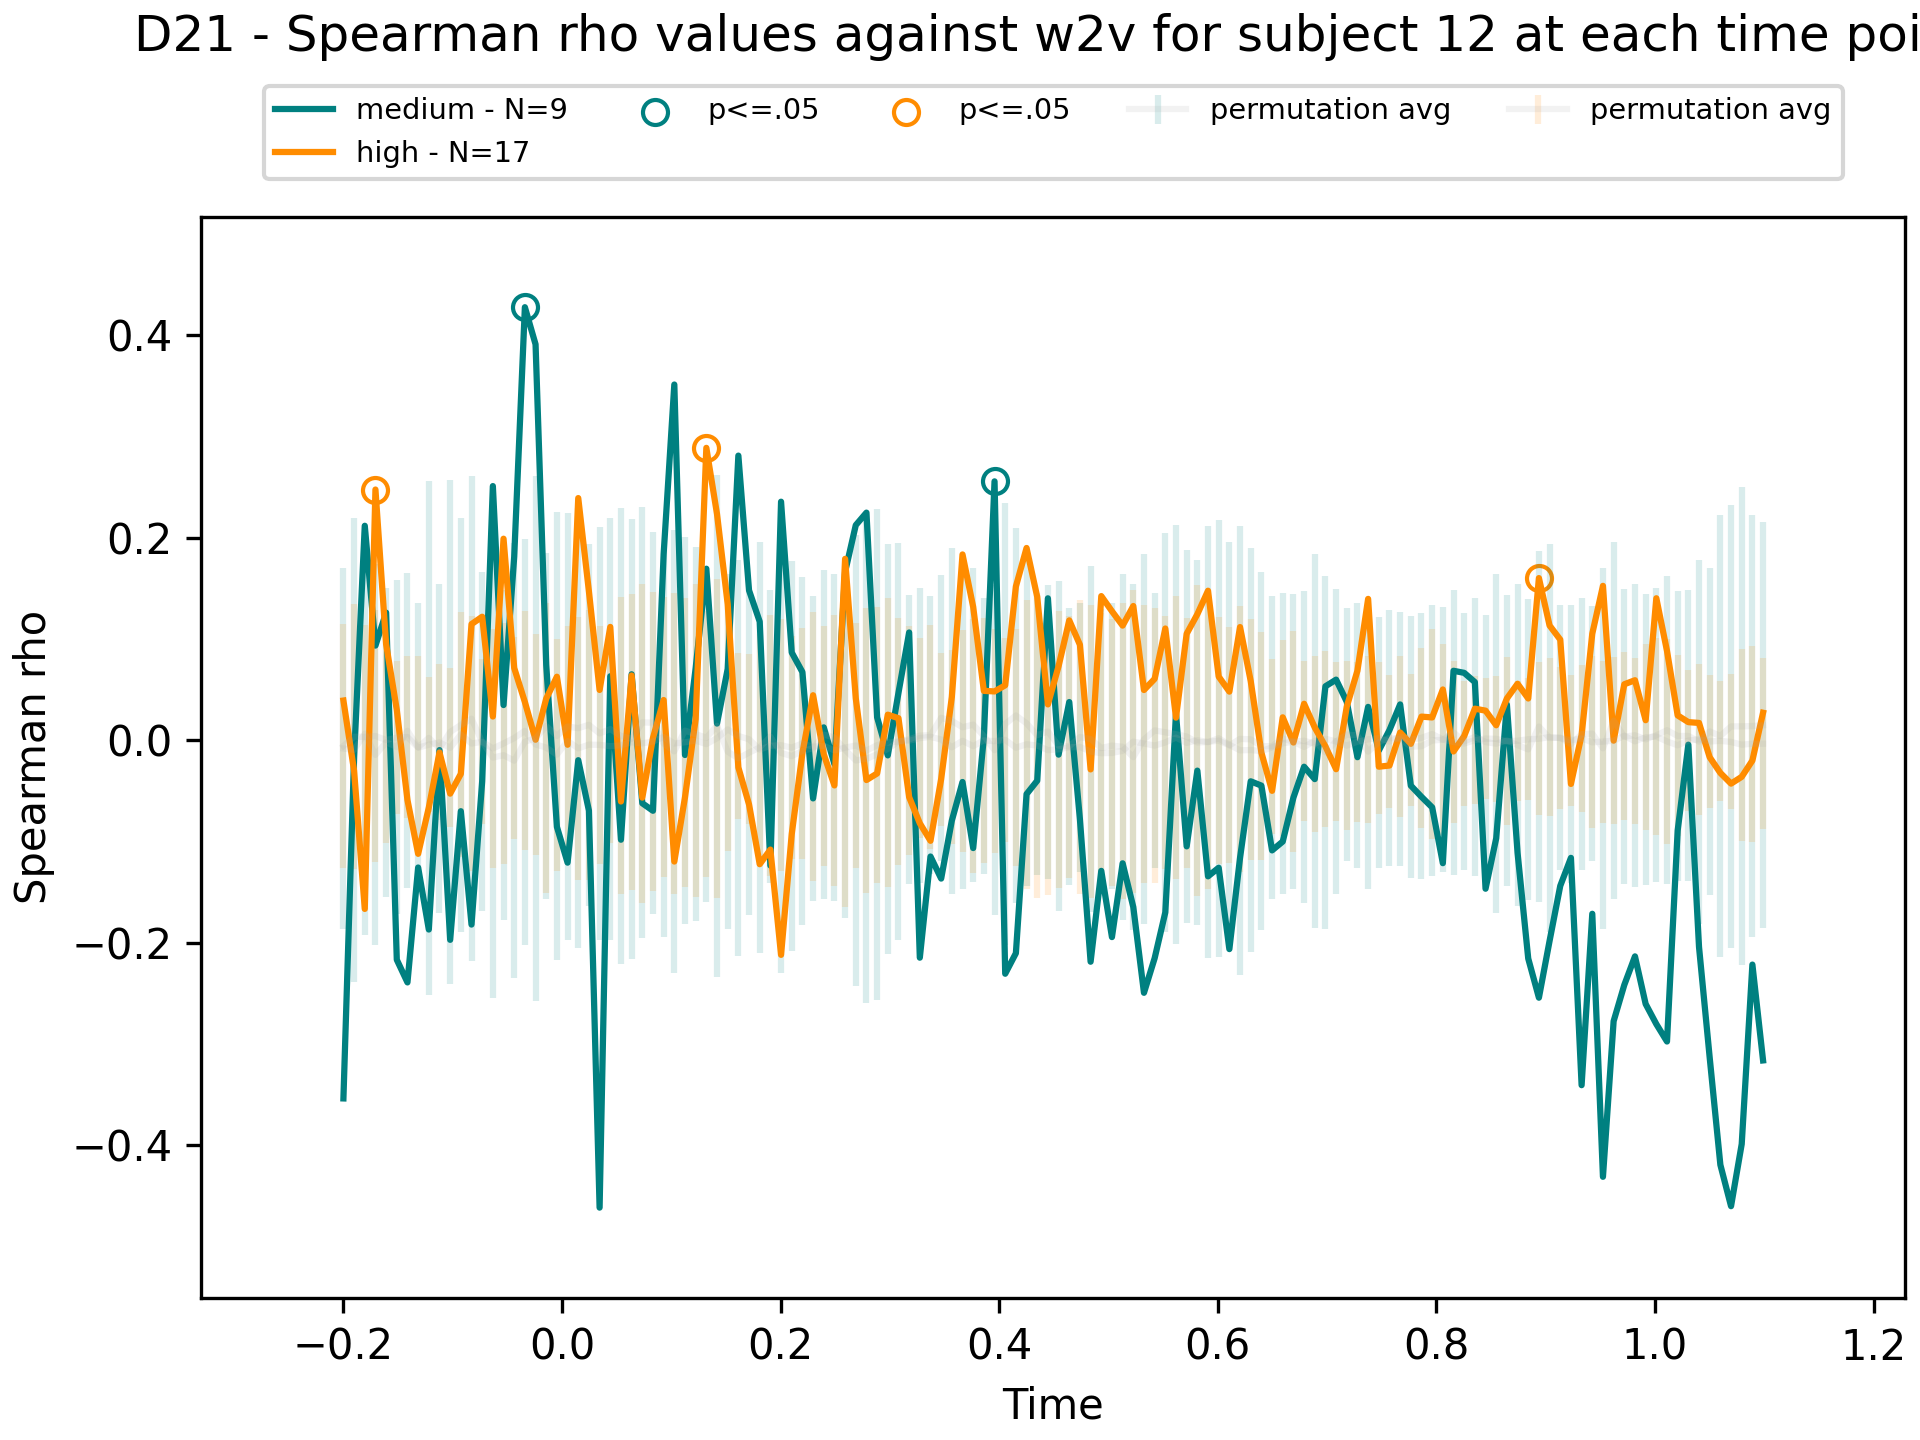 D21 - Spearman rho values against w2v for subject 12 at each time poi
medium - N=9
high - N=17
p<=.05
p<=.05
permutation avg
permutation avg
Spearman rho
0.4
0.2
0.0
−0.2
−0.4
−0.2 0.0 0.2 0.4 0.6 0.8 1.0 1.2
Time